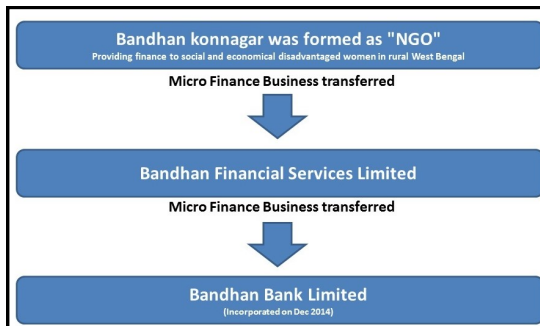 Bandhan konnagar was formed as "NGO"
Providing finance to social and economical disadvantaged women in rural West Bengal
Micro Finance Business transferred
Bandhan Financial Services Limited
Micro Finance Business transferred
Bandhan Bank Limited
(Incorporated on Dec 2014)